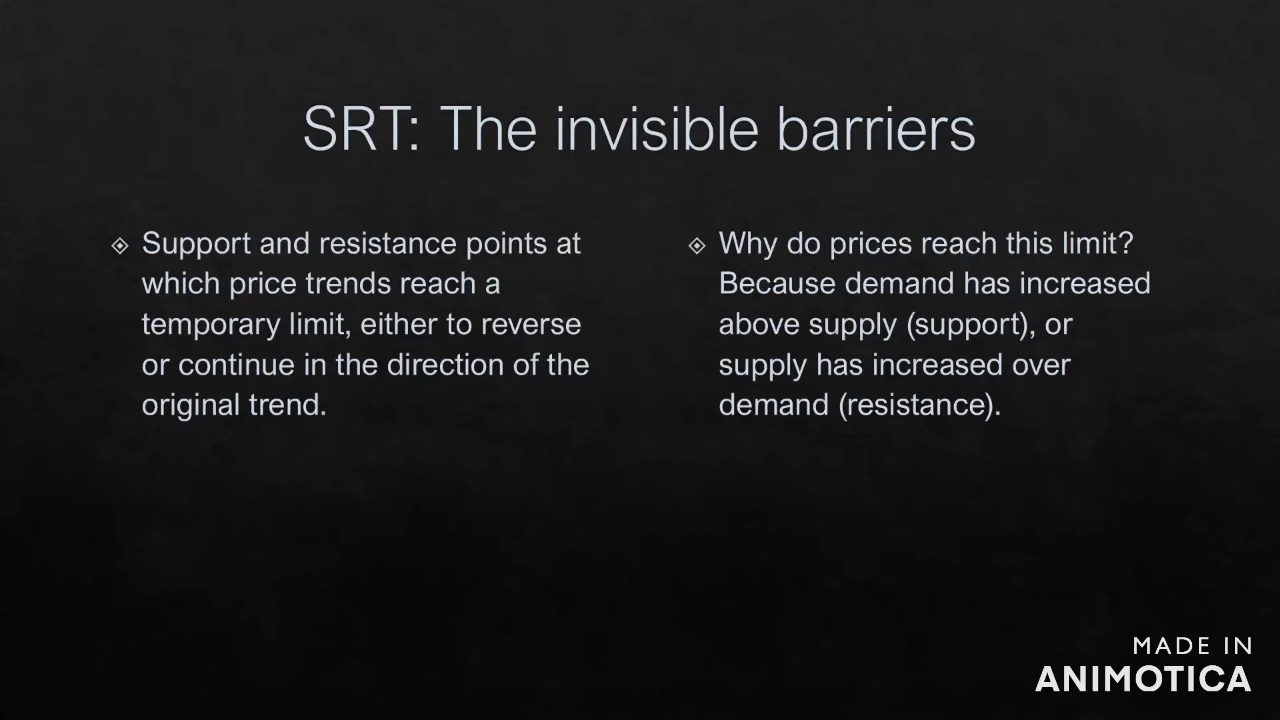 SRT: The invisible barriers
Support and resistance points at
which price trends reach a
temporary limit, either to reverse
or continue in the direction of the
original trend.
Why do prices reach this limit?
Because demand has increased
above supply (support), or
supply has increased over
demand (resistance).
MADE IN
ANIMOTICA